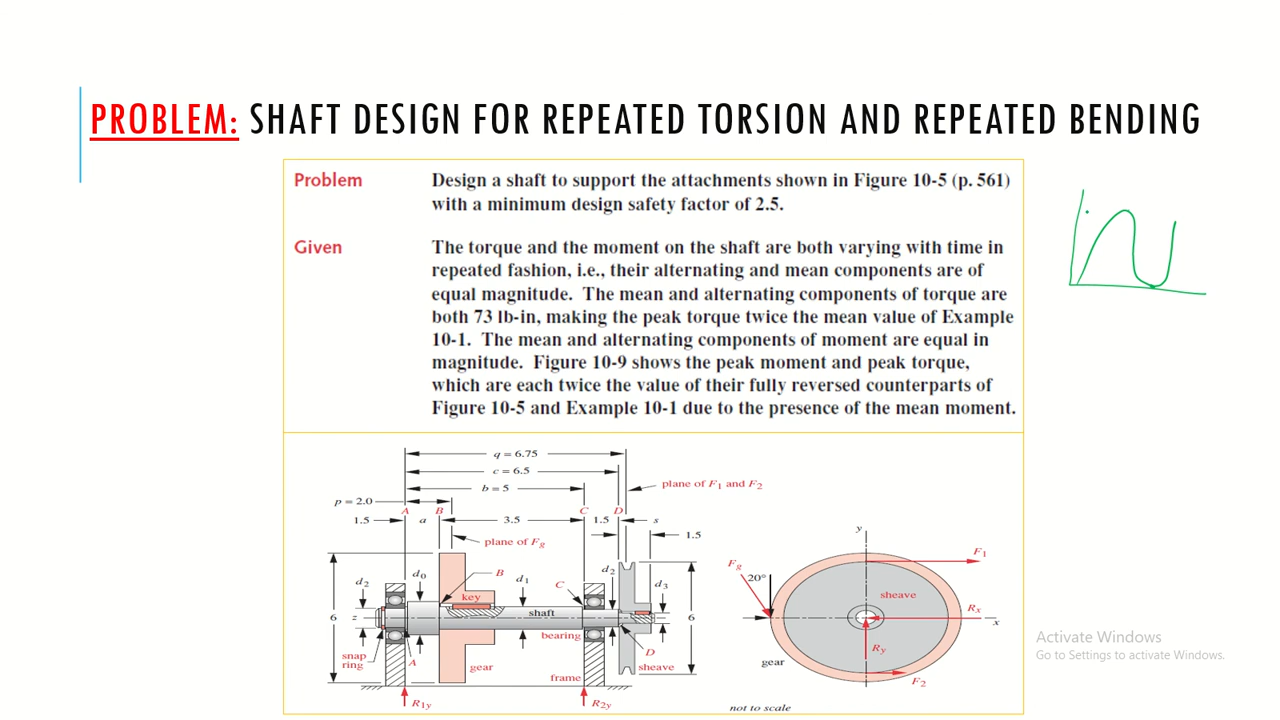 PROBLEM: SHAFT DESIGN FOR REPEATED TORSION AND REPEATED BENDING
Problem
Design a shaft to support the attachments shown in Figure 10-5 (p. 561)
with a minimum design safety factor of 2.5.
Given
The torque and the moment on the shaft are both varying with time in
repeated fashion, i.e., their alternating and mean components are of
equal magnitude. The mean and alternating components of torque are
both 73 lb-in, making the peak torque twice the mean value of Example
10-1. The mean and alternating components of moment are equal in
magnitude. Figure 10-9 shows the peak moment and peak torque,
which are each twice the value of their fully reversed counterparts of
Figure 10-5 and Example 10-1 due to the presence of the mean moment.
q = 6.75
c = 6.5
b = 5
plane of F1 and F2
p = 2.0
A B C D
1.5 a 3.5 1.5 s
1.5
plane of Fg
d2 d0 B d1 C d2 d3
key
6 z shaft 6
bearing
snap
ring
A
gear
frame
D
sheave
R1y R2y
y
F1
Fg
20°
sheave
Rx
x
Ry
gear
F2
not to scale
Activate Windows
Go to Settings to activate Windows.